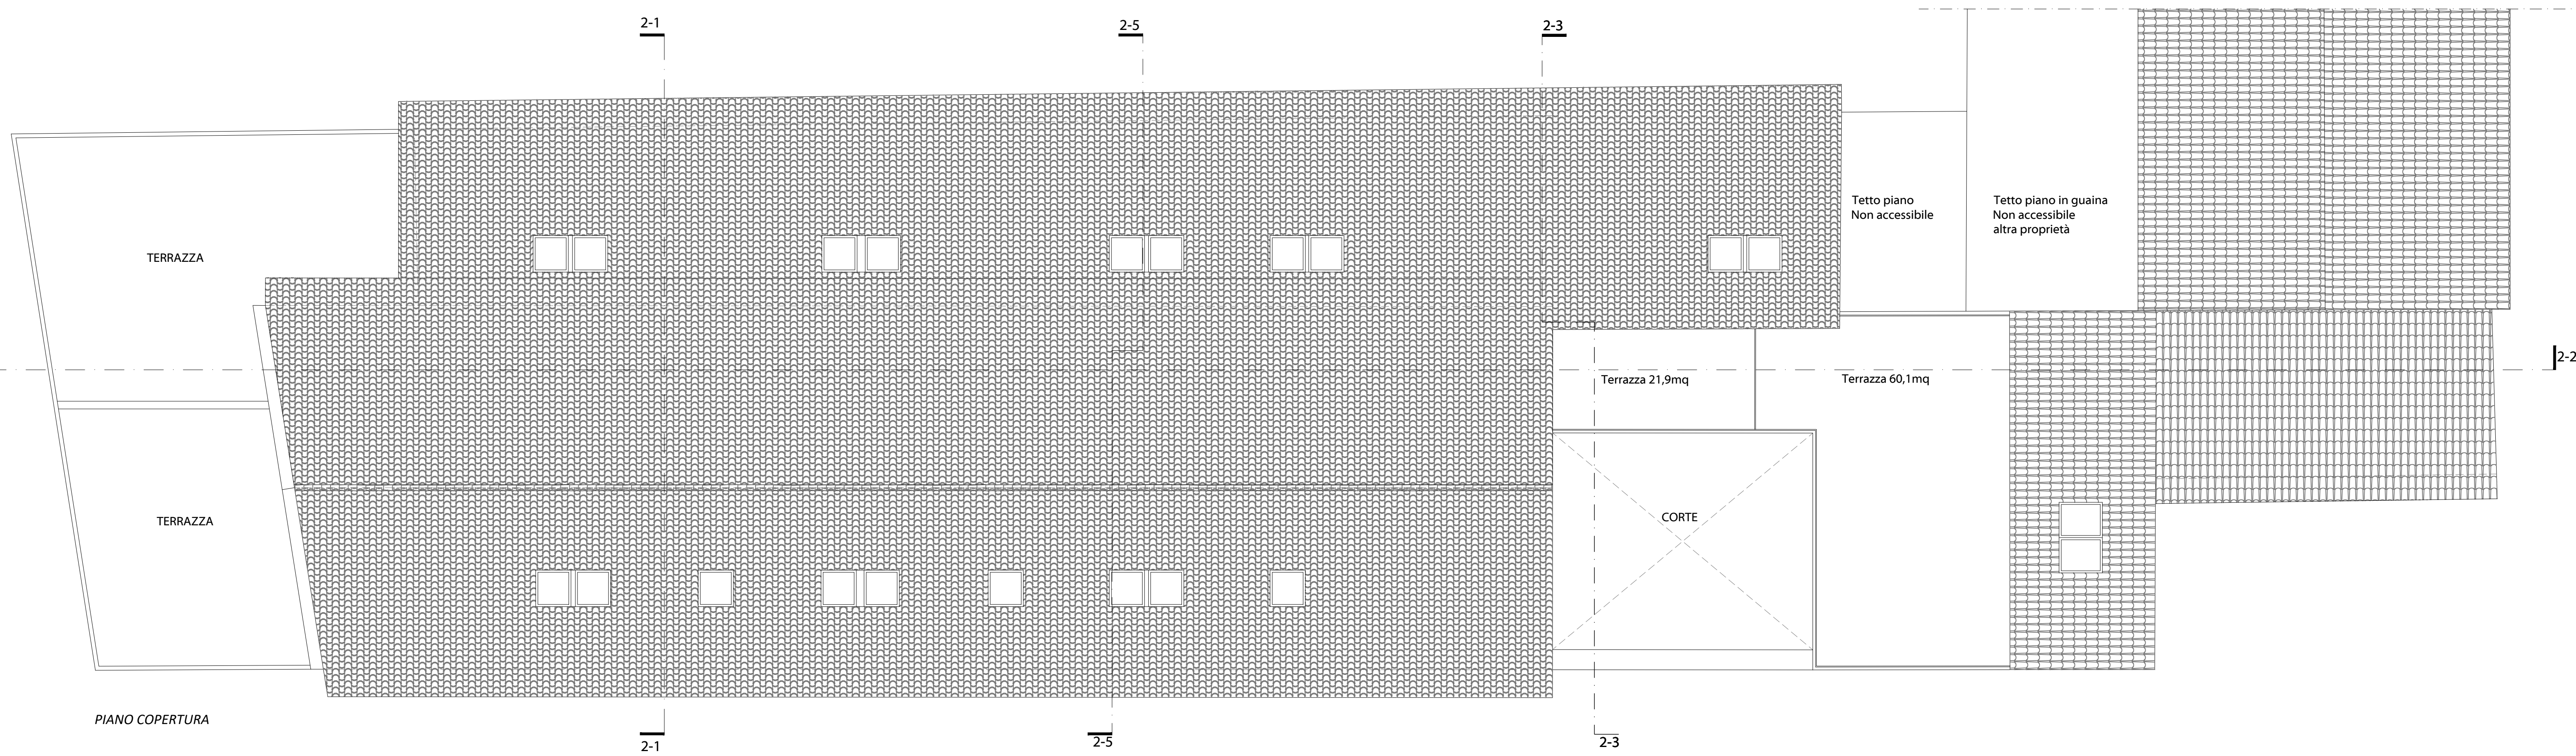 2-1
2-5
2-3
TERRAZZA
Tetto piano
Non accessibile
Tetto piano in guaina
Non accessibile
altra proprietà
2-2
Terrazza 21,9mq
Terrazza 60,1mq
TERRAZZA
CORTE
PIANO COPERTURA
2-1
2-5
2-3